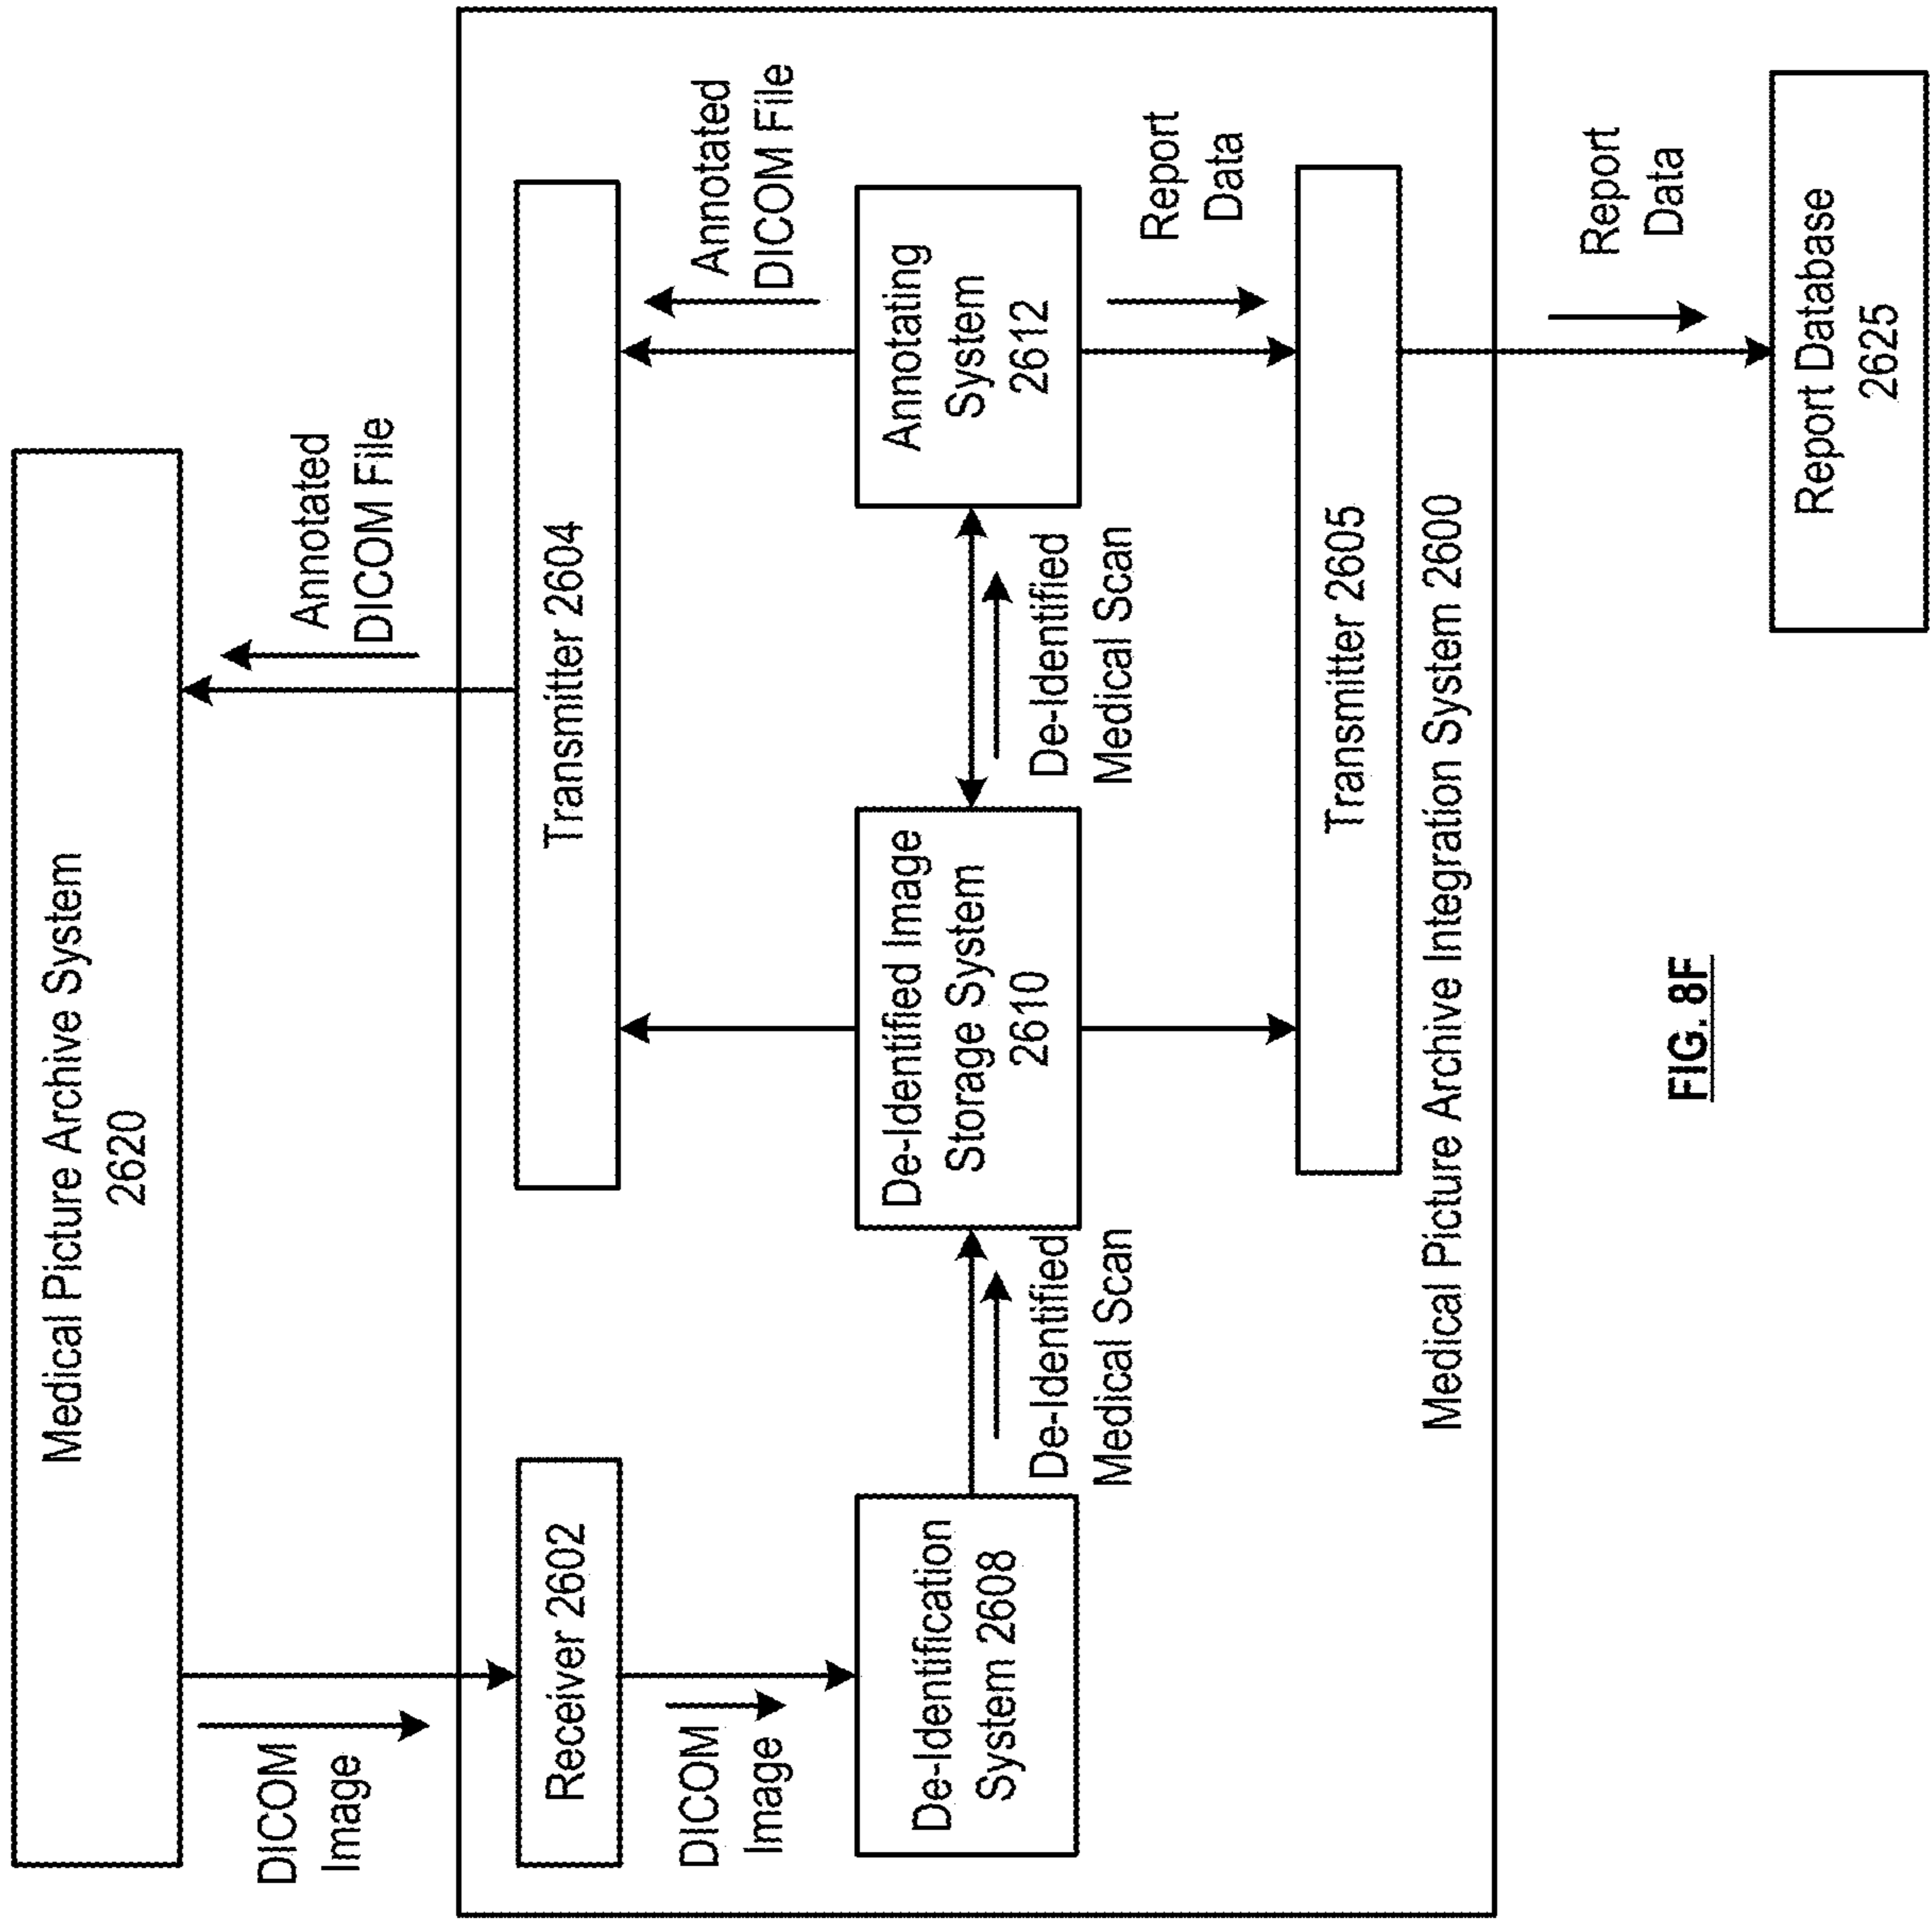 Medical Picture Archive System
2620
DICOM
Image
Annotated
DICOM File
Receiver 2602
Transmitter 2604
DICOM
Image
Annotated
DICOM File
De-Identification
System 2608
De-Identified
Medical Scan
De-Identified Image
Storage System
2610
De-Identified
Medical Scan
Annotating
System
2612
Report
Data
Transmitter 2605
Medical Picture Archive Integration System 2600
Report
Data
Report Database
2625
FIG. 8F